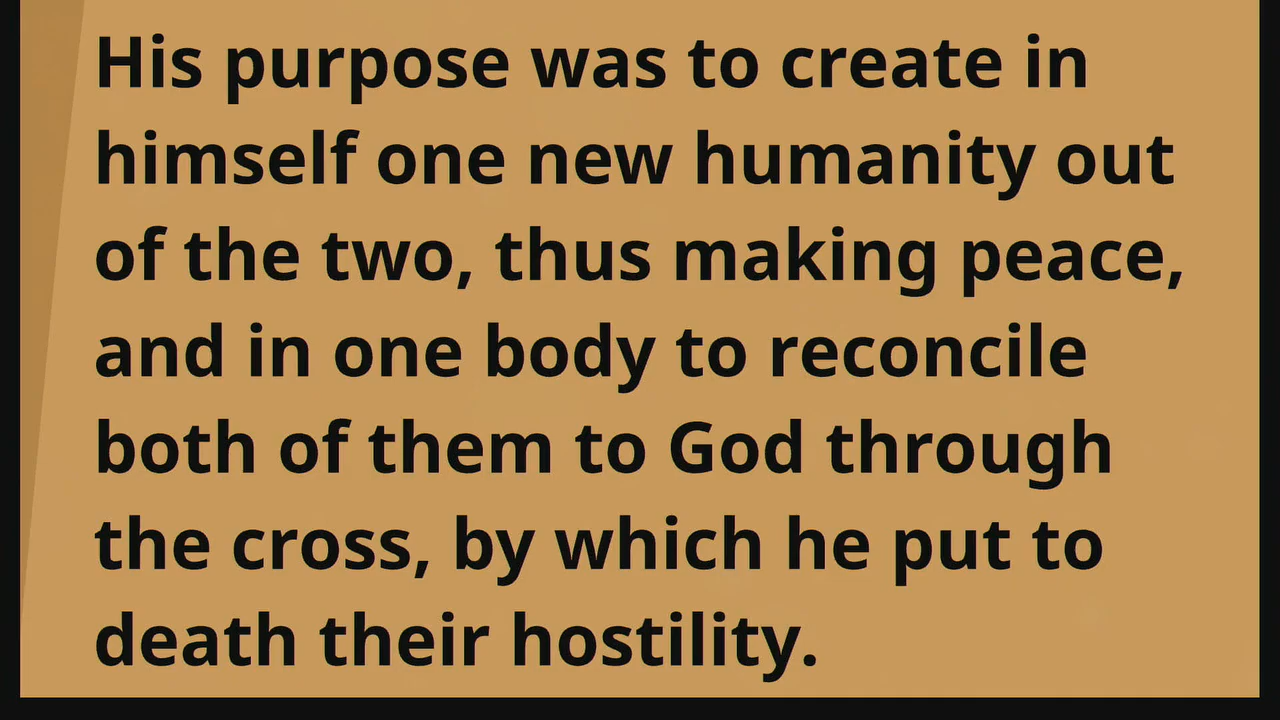 His purpose was to create in
himself one new humanity out
of the two, thus making peace,
and in one body to reconcile
both of them to God through
the cross, by which he put to
death their hostility.